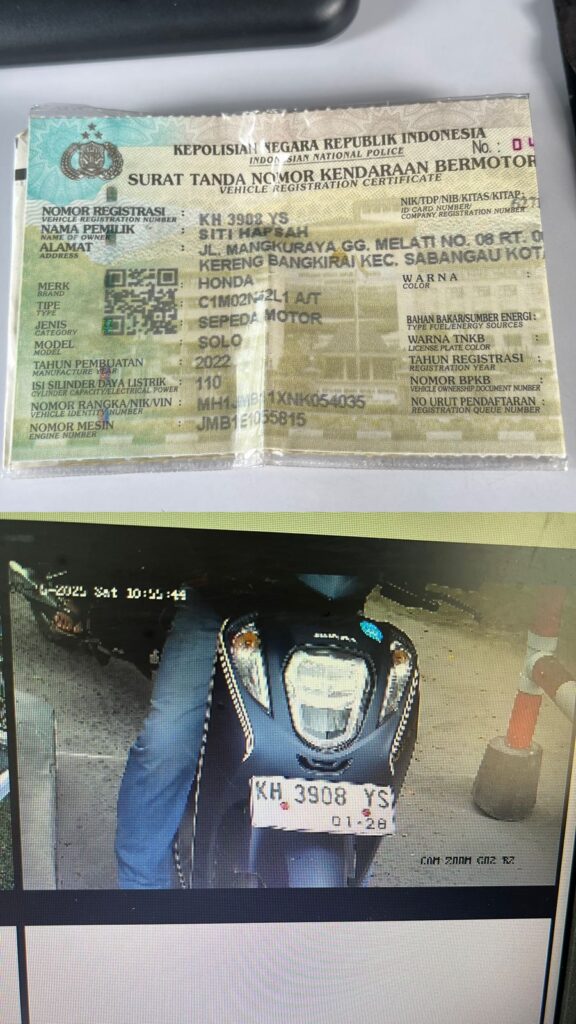 KEPOLISIAN NEGARA REPUBLIK INDONESIA
INDONESIAN NATIONAL POLICE
No. : 04
SURAT TANDA NOMOR KENDARAAN BERMOTOR
VEHICLE REGISTRATION CERTIFICATE
NOMOR REGISTRASI : KH 3908 YS
VEHICLE REGISTRATION NUMBER
NIK/TDP/NIB/KITAS/KITAP:
ID CARD NUMBER/
COMPANY REGISTRATION NUMBER
NAMA PEMILIK : SITI HAPSAH
NAME OF OWNER
ALAMAT : JL. MANGKURAYA GG. MELATI NO. 08 RT.
ADDRESS
KERENG BANGKIRAI KEC. SABANGAU KOTA
MERK : HONDA
BRAND
WARNA :
COLOR
TIPE : A/T
TYPE
JENIS : SEPEDA MOTOR
CATEGORY
BAHAN BAKAR/SUMBER ENERGI :
TYPE FUEL/ENERGY SOURCES
MODEL : SOLO
MODEL
WARNA TNKB :
LICENSE PLATE COLOR
TAHUN PEMBUATAN : 2022
MANUFACTURE YEAR
TAHUN REGISTRASI :
REGISTRATION YEAR
ISI SILINDER/DAYA LISTRIK : 110
CYLINDER CAPACITY/ELECTRICAL POWER
NOMOR BPKB :
VEHICLE OWNERSHIP DOCUMENT NUMBER
NOMOR RANGKA/NIK/VIN :
VEHICLE IDENTITY NUMBER
NO URUT PENDAFTARAN :
REGISTRATION QUEUE NUMBER
NOMOR MESIN : JMB1E1055815
ENGINE NUMBER
-2025 Sat 10:55:44
KH 3908 YS
01-28